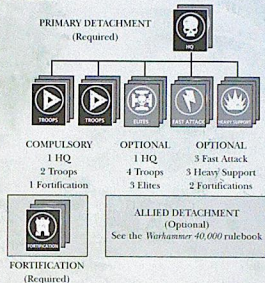 PRIMARY DETACHMENT
(Required)
HQ
TROOPS
TROOPS
ELITES
FAST ATTACK
HEAVY SUPPORT
COMPULSORY
1 HQ
2 Troops
1 Fortification
OPTIONAL
1 HQ
4 Troops
3 Elites
OPTIONAL
3 Fast Attack
3 Heavy Support
2 Fortifications
FORTIFICATION
FORTIFICATION
(Required)
ALLIED DETACHMENT
(Optional)
See the Warhammer 40,000 rulebook